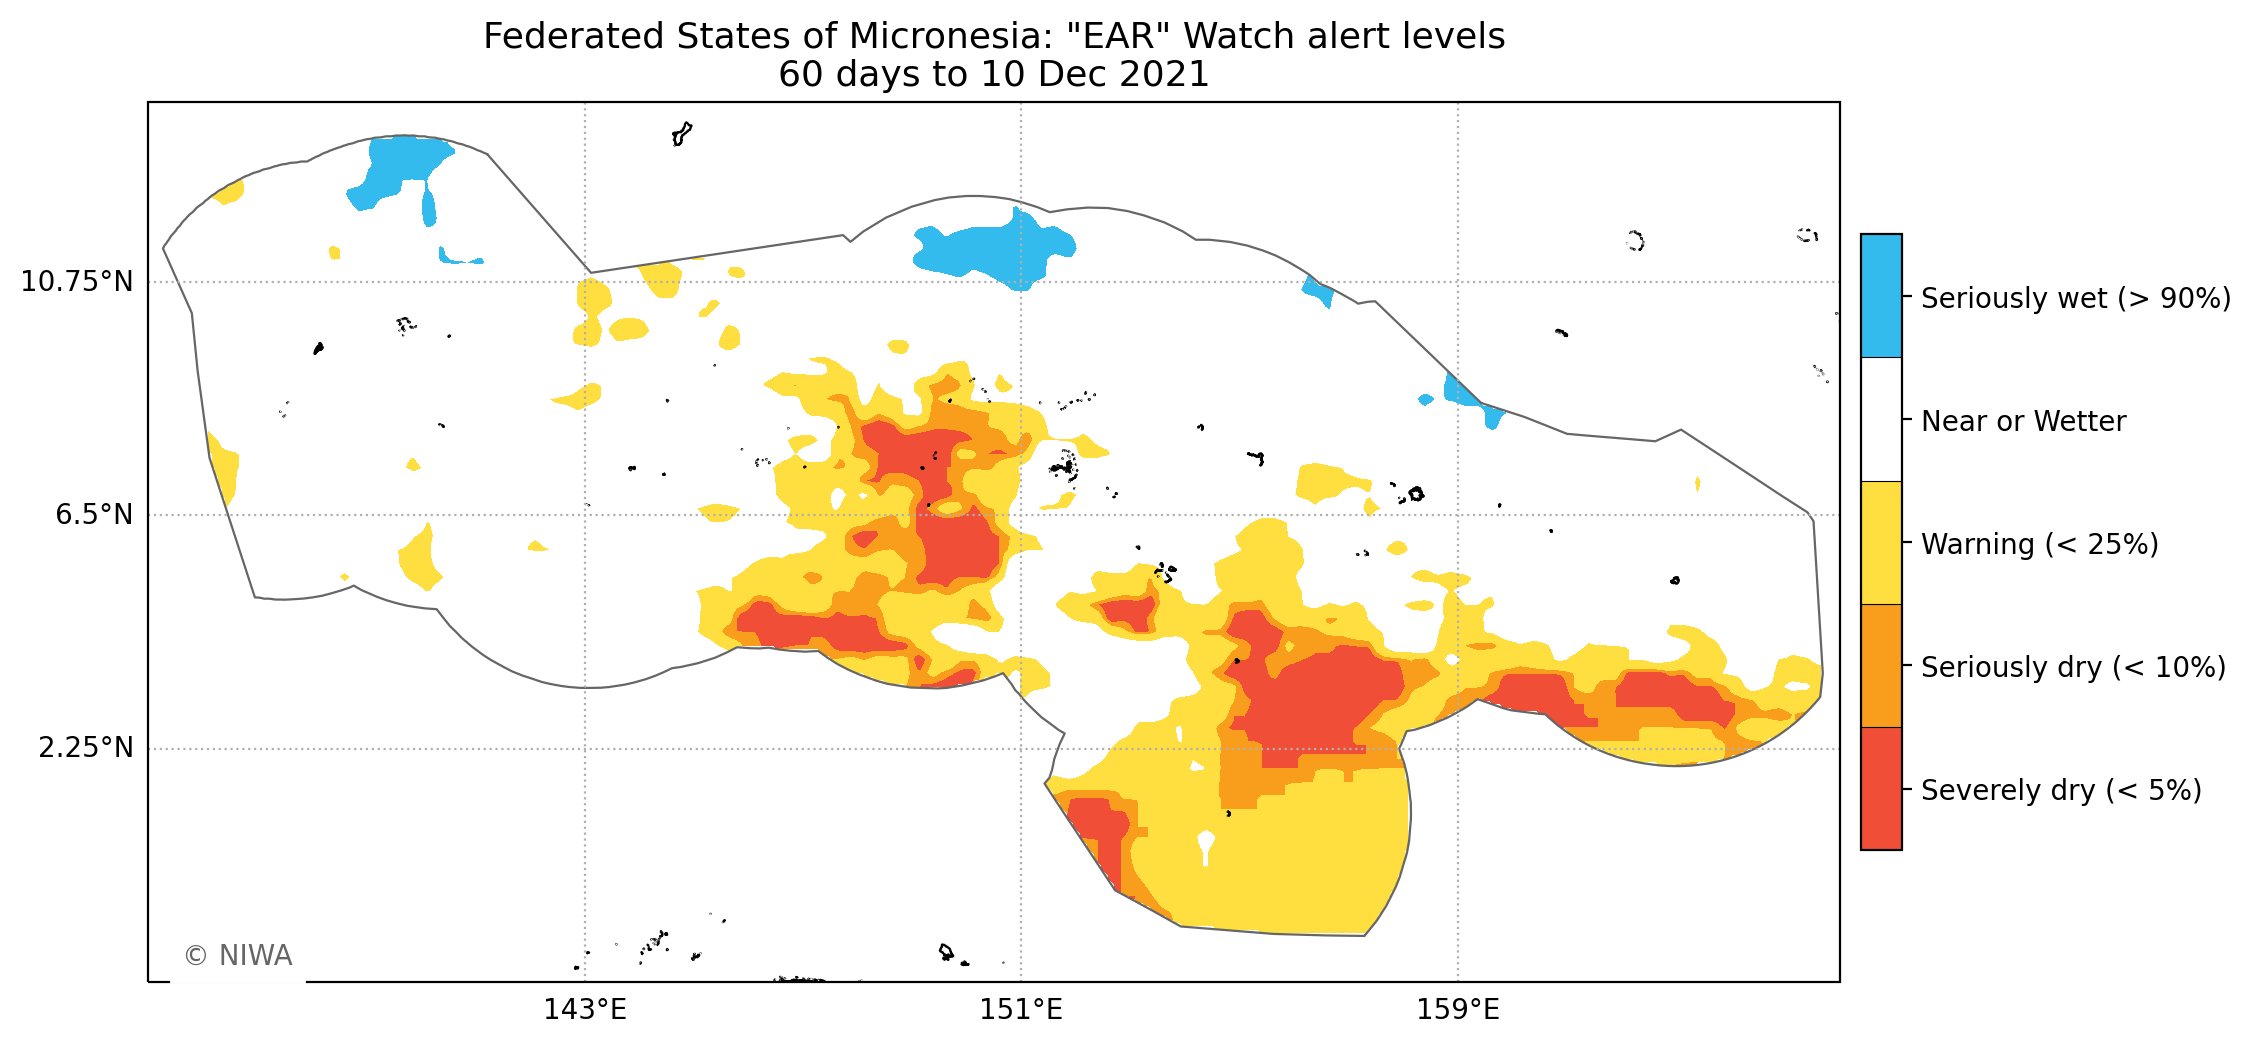 Federated States of Micronesia: "EAR" Watch alert levels
60 days to 10 Dec 2021
10.75°N
6.5°N
2.25°N
143°E
151°E
159°E
© NIWA
Seriously wet (> 90%)
Near or Wetter
Warning (< 25%)
Seriously dry (< 10%)
Severely dry (< 5%)